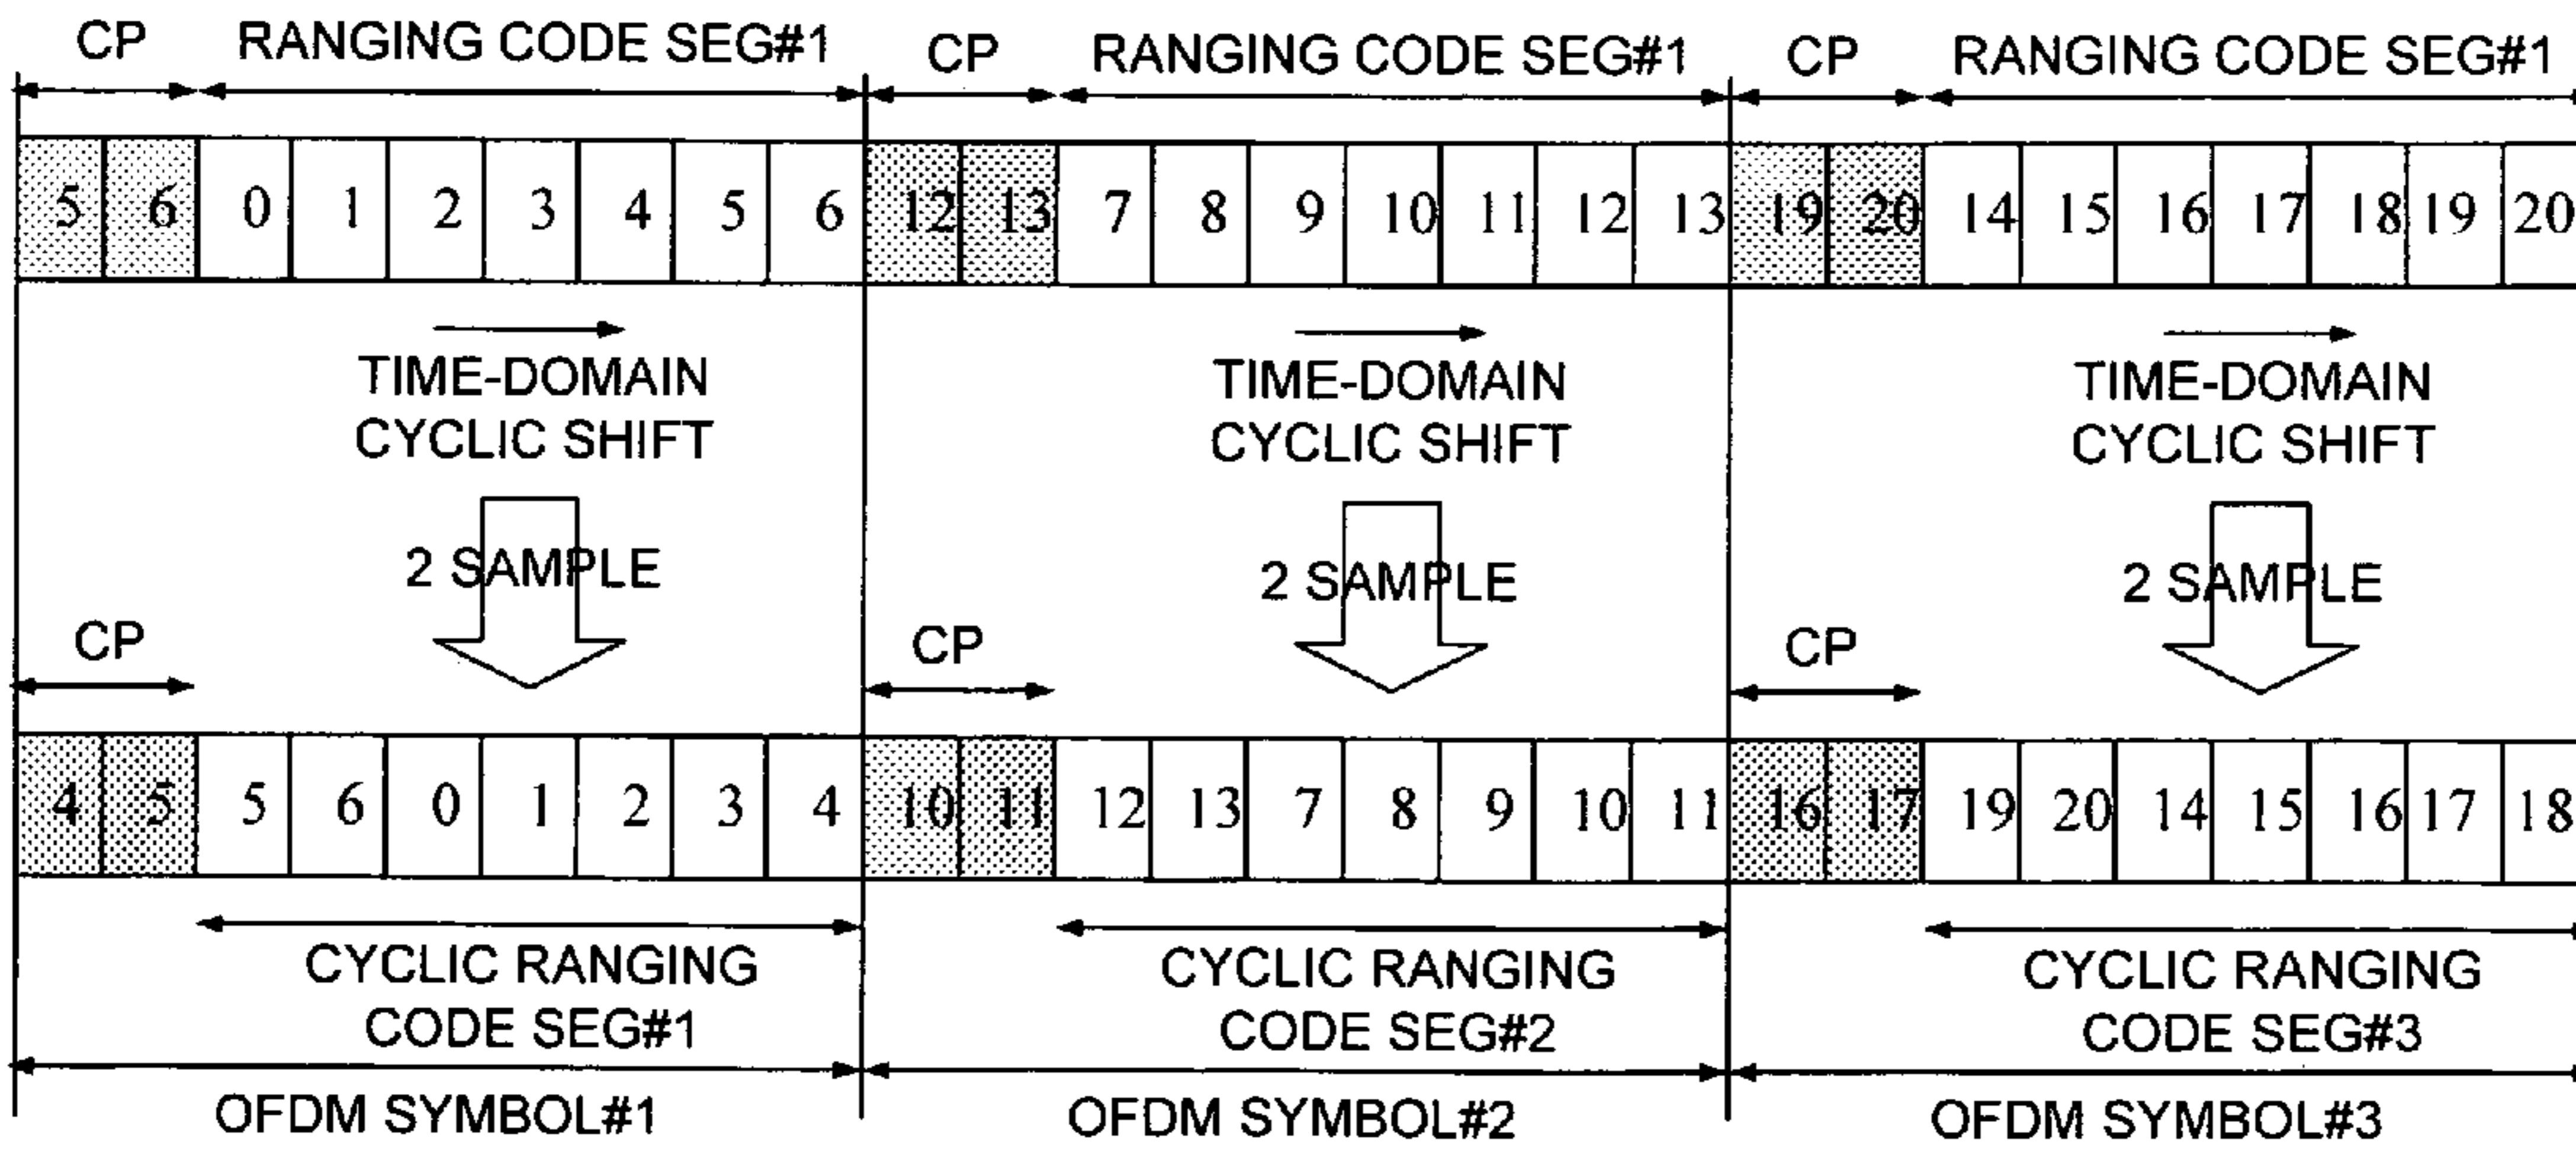 CP RANGING CODE SEG#1 CP RANGING CODE SEG#1 CP RANGING CODE SEG#1
5 6 0 1 2 3 4 5 6 12 13 7 8 9 10 11 12 13 19 20 14 15 16 17 18 19 20
TIME-DOMAIN TIME-DOMAIN TIME-DOMAIN
CYCLIC SHIFT CYCLIC SHIFT CYCLIC SHIFT
2 SAMPLE 2 SAMPLE 2 SAMPLE
CP CP CP
4 5 5 6 0 1 2 3 4 10 11 12 13 7 8 9 10 11 16 17 19 20 14 15 16 17 18
CYCLIC RANGING CYCLIC RANGING CYCLIC RANGING
CODE SEG#1 CODE SEG#2 CODE SEG#3
OFDM SYMBOL#1 OFDM SYMBOL#2 OFDM SYMBOL#3